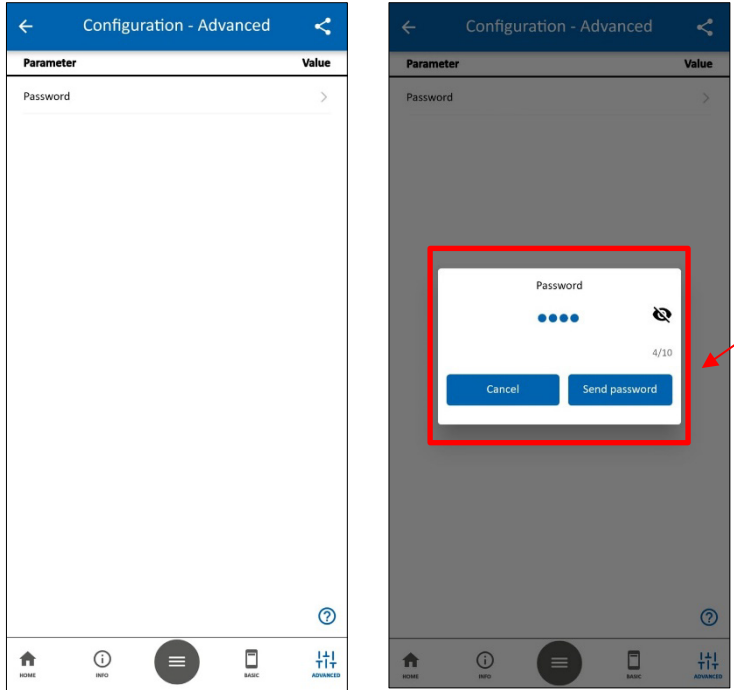 Configuration - Advanced
Parameter Value
Password
HOME INFO BASIC ADVANCED
Configuration - Advanced
Parameter Value
Password
Password
4/10
Cancel Send password
HOME INFO BASIC ADVANCED